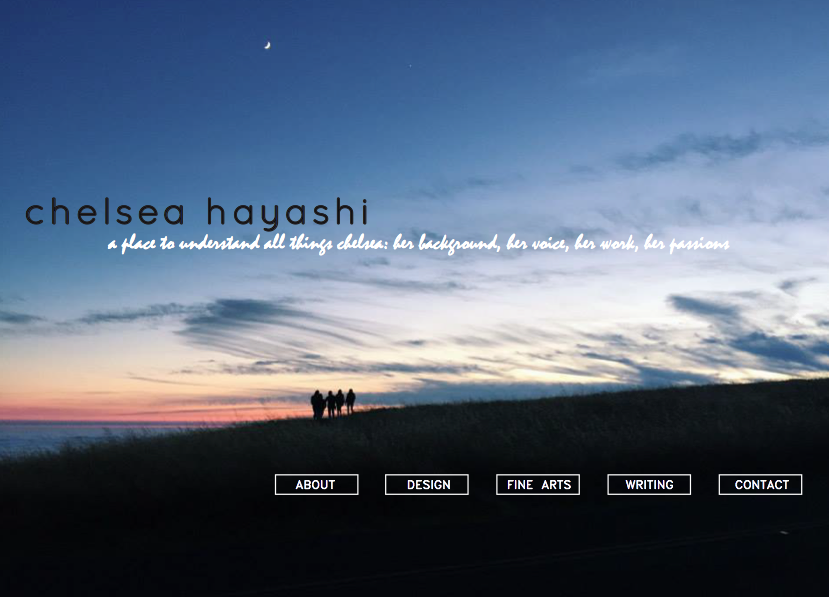 chelsea hayashi
a place to understand all things chelsea: her background, her voice, her work, her passions
ABOUT
DESIGN
FINE ARTS
WRITING
CONTACT